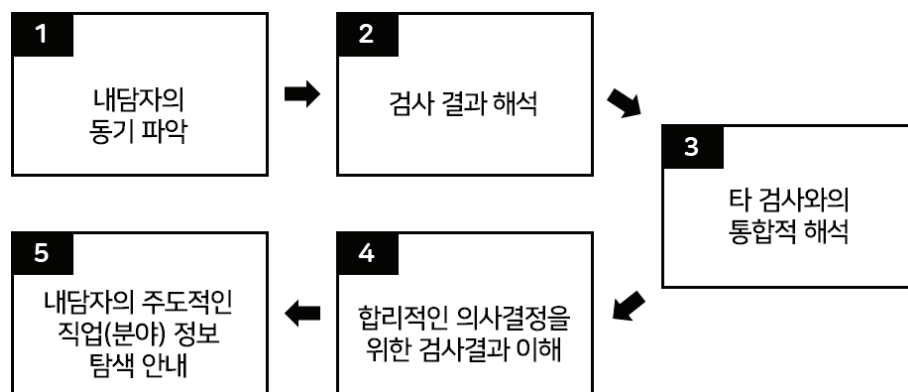 1
내담자의
동기 파악
2
검사 결과 해석
3
타 검사와의
통합적 해석
4
합리적인 의사결정을
위한 검사결과 이해
5
내담자의 주도적인
직업(분야) 정보
탐색 안내